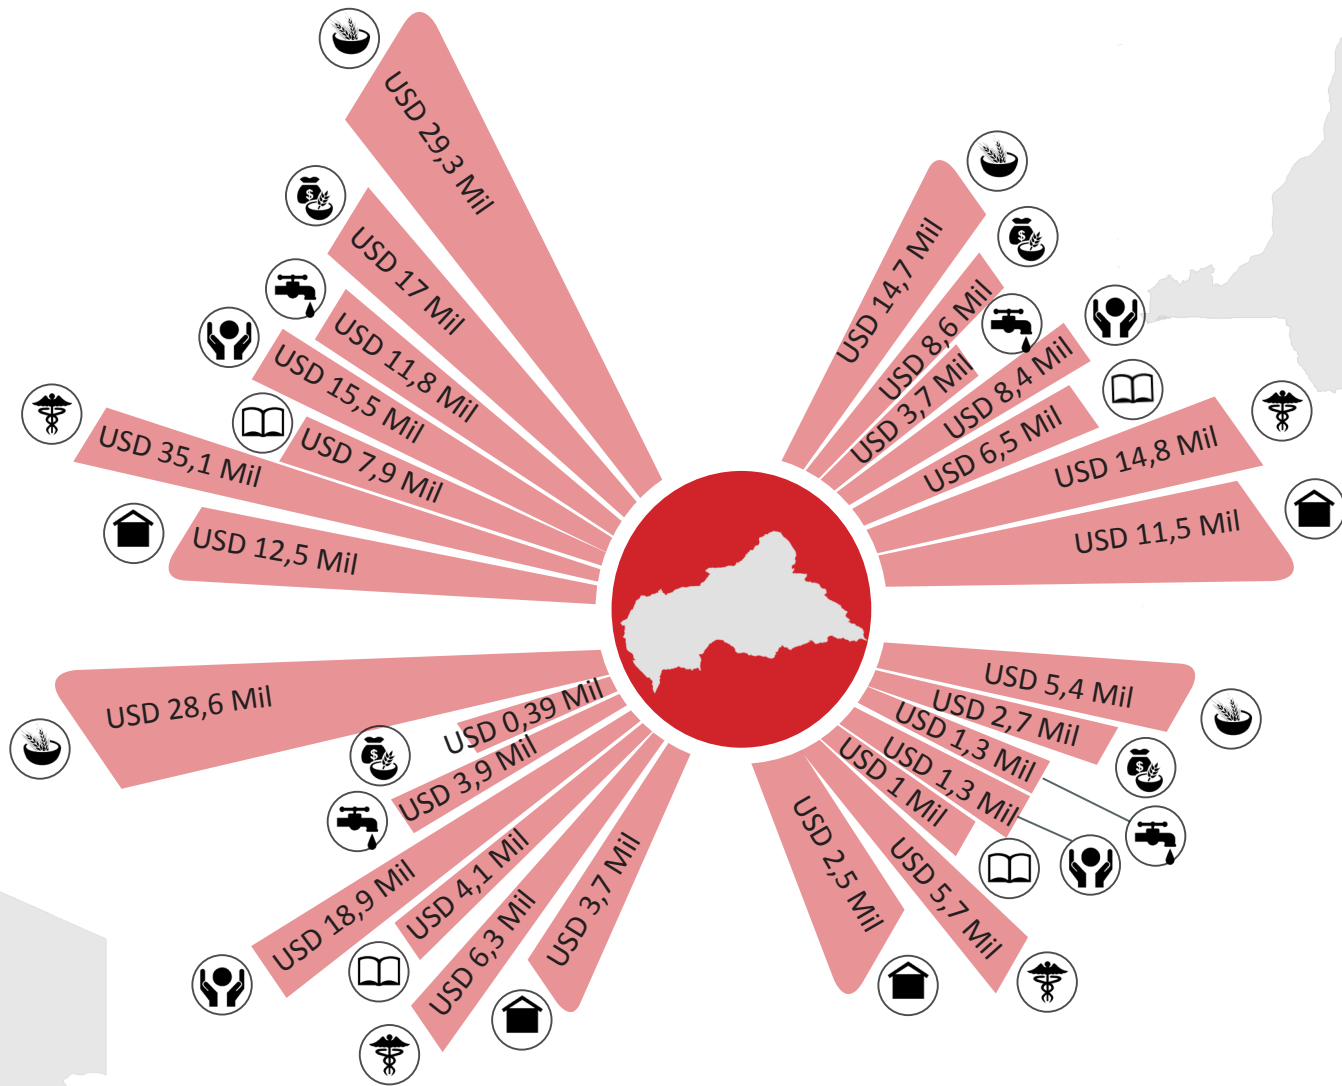 USD 29,3 Mil
USD 17 Mil
USD 11,8 Mil
USD 15,5 Mil
USD 7,9 Mil
USD 35,1 Mil
USD 12,5 Mil
USD 14,7 Mil
USD 8,6 Mil
USD 3,7 Mil
USD 8,4 Mil
USD 6,5 Mil
USD 14,8 Mil
USD 11,5 Mil
USD 28,6 Mil
USD 0,39 Mil
USD 3,9 Mil
USD 18,9 Mil
USD 4,1 Mil
USD 6,3 Mil
USD 3,7 Mil
USD 5,4 Mil
USD 2,7 Mil
USD 1,3 Mil
USD 1,3 Mil
USD 1 Mil
USD 5,7 Mil
USD 2,5 Mil
$
$
$
$